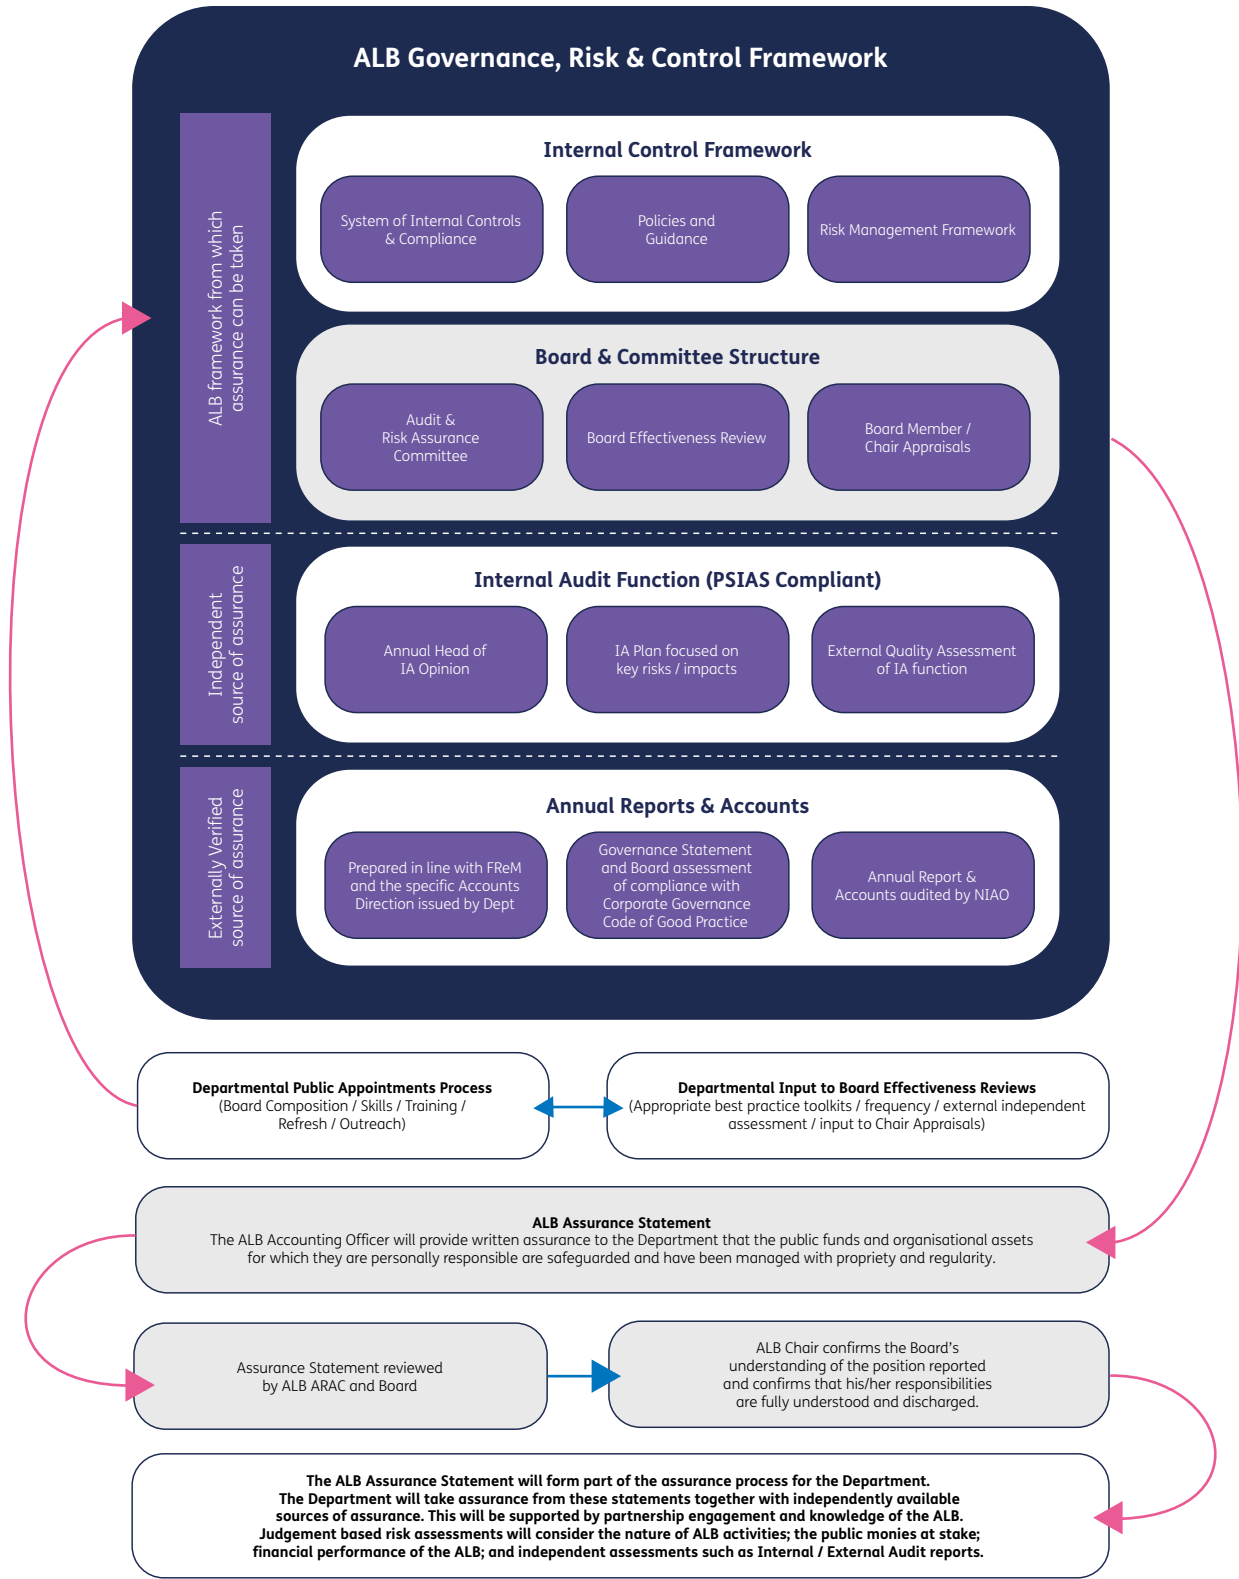 ALB Governance, Risk & Control Framework
ALB framework from which
assurance can be taken
Internal Control Framework
System of Internal Controls
& Compliance
Policies and
Guidance
Risk Management Framework
Board & Committee Structure
Audit &
Risk Assurance
Committee
Board Effectiveness Review
Board Member /
Chair Appraisals
Independent
source of assurance
Internal Audit Function (PSIAS Compliant)
Annual Head of
IA Opinion
IA Plan focused on
key risks / impacts
External Quality Assessment
of IA function
Externally Verified
source of assurance
Annual Reports & Accounts
Prepared in line with FReM
and the specific Accounts
Direction issued by Dept
Governance Statement
and Board assessment
of compliance with
Corporate Governance
Code of Good Practice
Annual Report &
Accounts audited by NIAO
Departmental Public Appointments Process
(Board Composition / Skills / Training /
Refresh / Outreach)
Departmental Input to Board Effectiveness Reviews
(Appropriate best practice toolkits / frequency / external independent
assessment / input to Chair Appraisals)
ALB Assurance Statement
The ALB Accounting Officer will provide written assurance to the Department that the public funds and organisational assets
for which they are personally responsible are safeguarded and have been managed with propriety and regularity.
Assurance Statement reviewed
by ALB ARAC and Board
ALB Chair confirms the Board's
understanding of the position reported
and confirms that his/her responsibilities
are fully understood and discharged.
The ALB Assurance Statement will form part of the assurance process for the Department.
The Department will take assurance from these statements together with independently available
sources of assurance. This will be supported by partnership engagement and knowledge of the ALB.
Judgement based risk assessments will consider the nature of ALB activities; the public monies at stake;
financial performance of the ALB; and independent assessments such as Internal / External Audit reports.